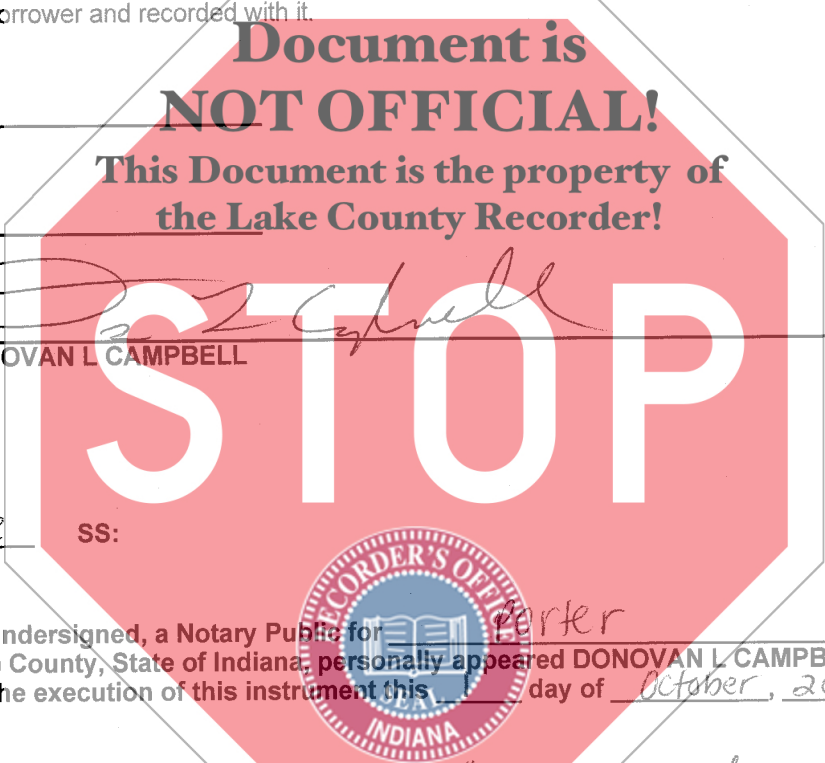 orrower and recorded with it.
Document is
NOT OFFICIAL!
This Document is the property of
the Lake County Recorder!
STOP
OVAN L CAMPBELL
SS:
RECORDER'S OFFICE
ndersigned, a Notary Public for Porter
County, State of Indiana, personally appeared DONOVAN L CAMPB
he execution of this instrument this 1 day of October, 20
SEAL
INDIANA